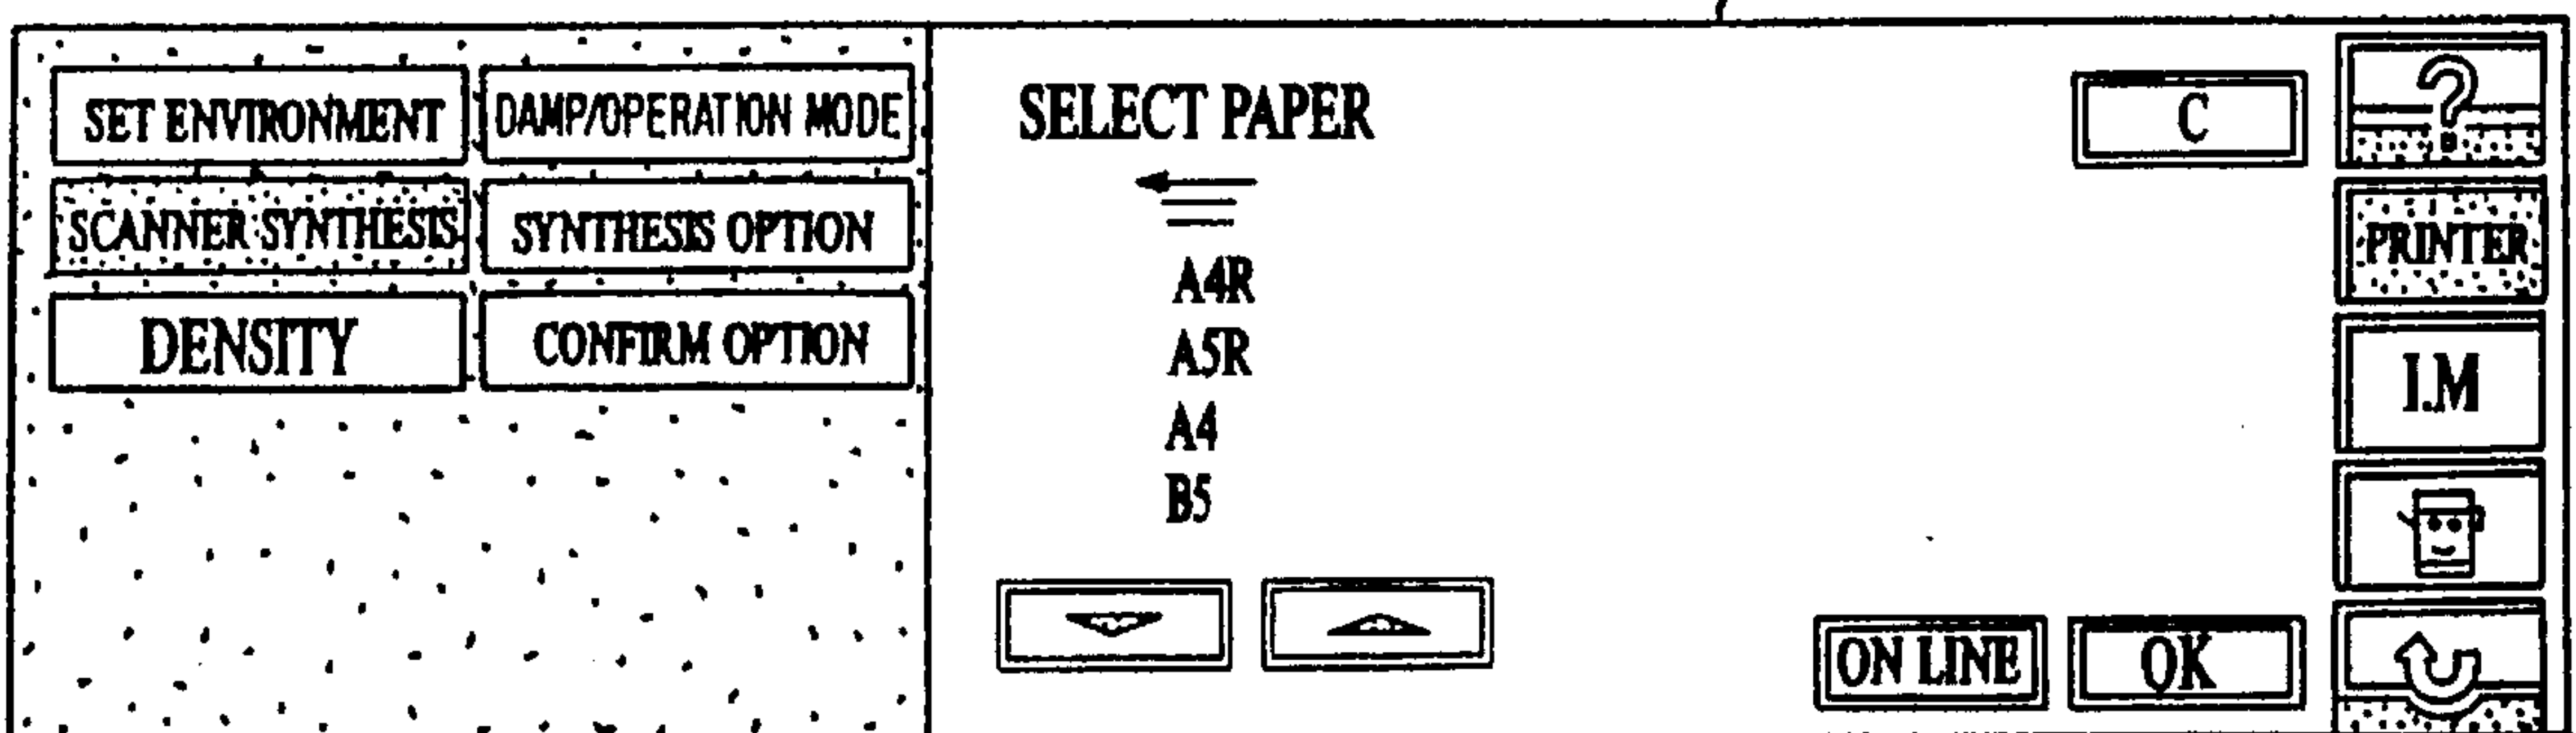 SET ENVIRONMENT
DAMP/OPERATION MODE
SCANNER SYNTHESIS
SYNTHESIS OPTION
DENSITY
CONFIRM OPTION
SELECT PAPER
A4R
A5R
A4
B5
C
ON LINE
OK
?
PRINTER
I.M